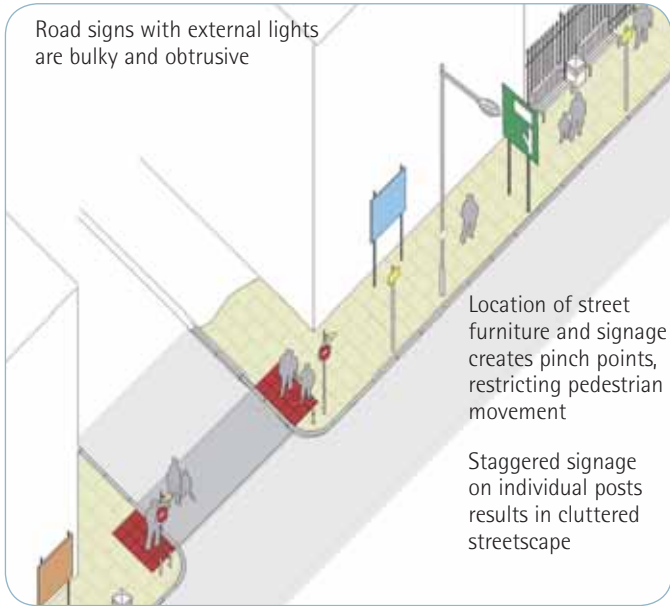 Road signs with external lights
are bulky and obtrusive
Location of street
furniture and signage
creates pinch points,
restricting pedestrian
movement
Staggered signage
on individual posts
results in cluttered
streetscape